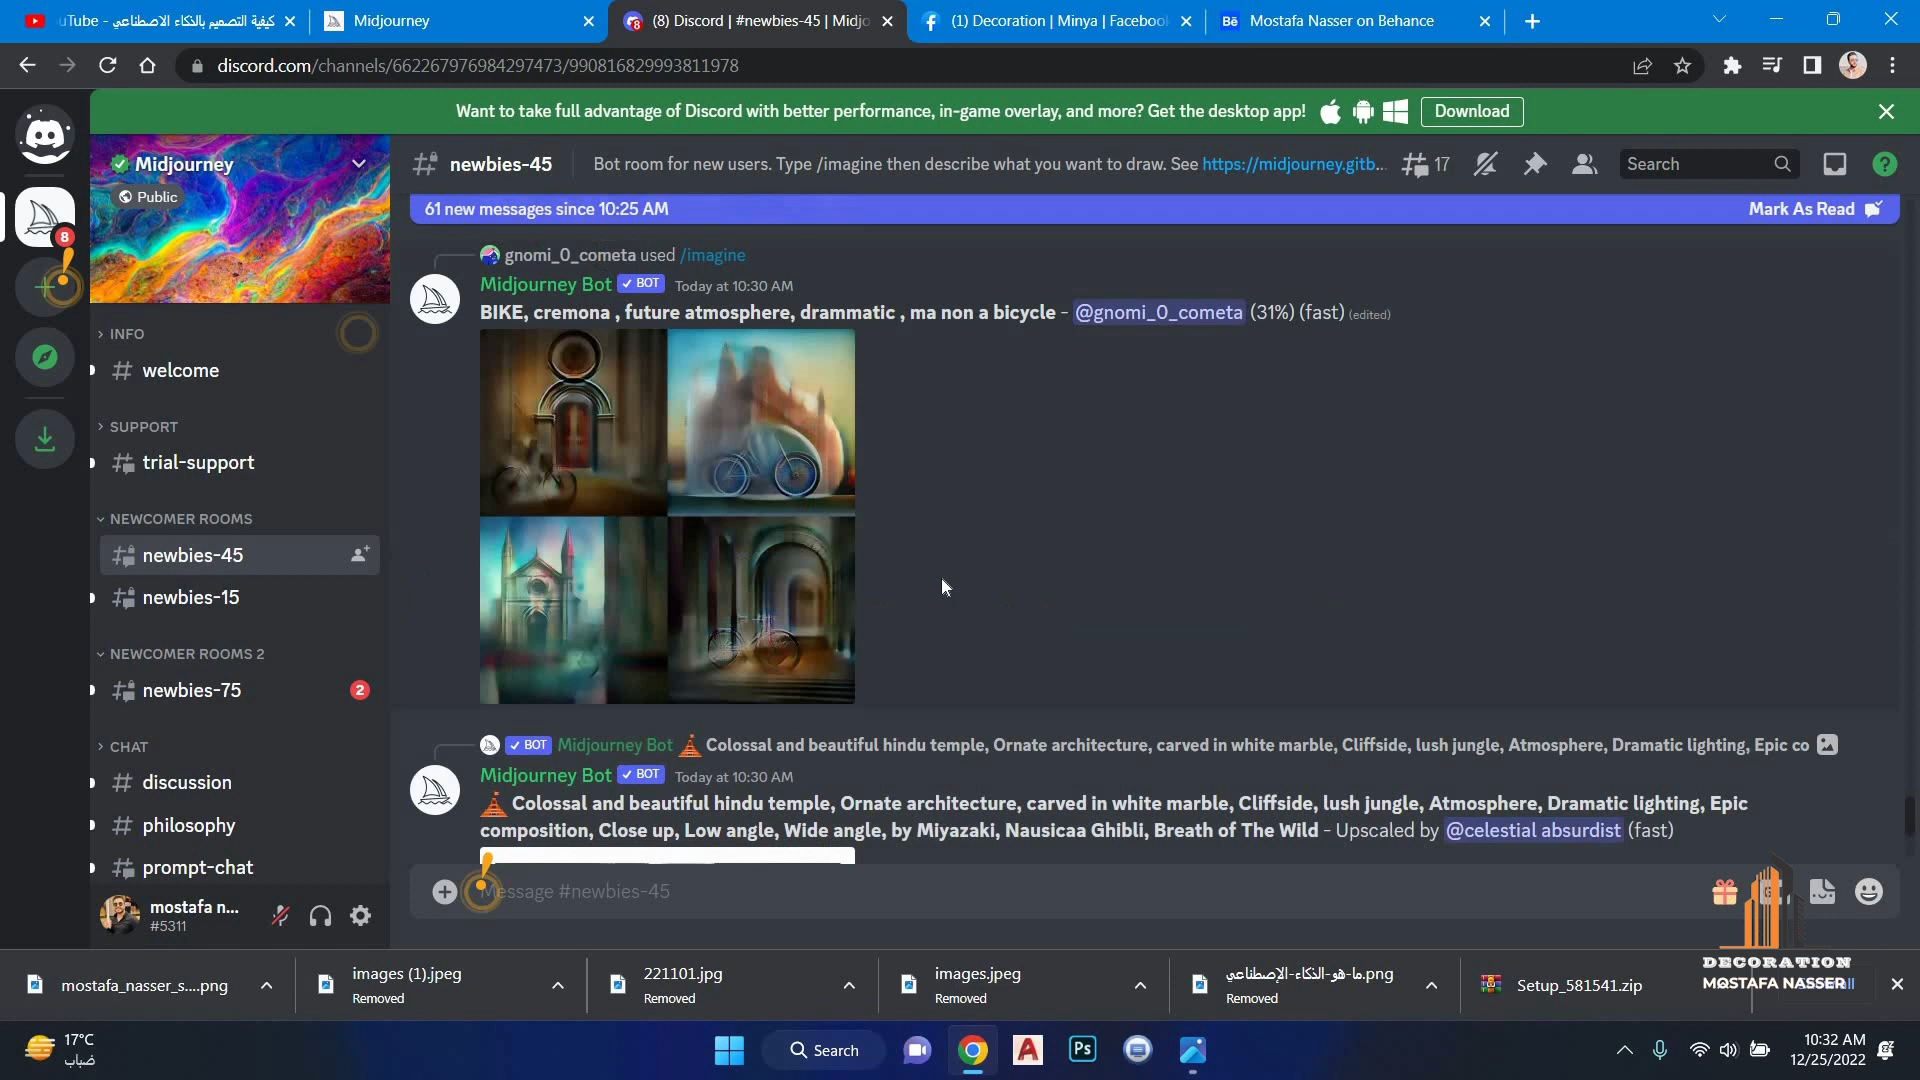 كيفية التصميم بالذكاء الاصطناعي - uTube
Midjourney
(8) Discord | #newbies-45 | Midjo
(1) Decoration | Minya | Facebook
Bē Mostafa Nasser on Behance
discord.com/channels/662267976984297473/990816829993811978
Want to take full advantage of Discord with better performance, in-game overlay, and more? Get the desktop app!
Download
Midjourney
Public
newbies-45
Bot room for new users. Type /imagine then describe what you want to draw. See https://midjourney.gitb...
17
Search
61 new messages since 10:25 AM
Mark As Read
8
gnomi_0_cometa used /imagine
Midjourney Bot BOT Today at 10:30 AM
BIKE, cremona , future atmosphere, drammatic , ma non a bicycle - @gnomi_0_cometa (31%) (fast) (edited)
INFO
welcome
SUPPORT
trial-support
NEWCOMER ROOMS
newbies-45
newbies-15
NEWCOMER ROOMS 2
newbies-75
2
CHAT
discussion
philosophy
prompt-chat
BOT Midjourney Bot Colossal and beautiful hindu temple, Ornate architecture, carved in white marble, Cliffside, lush jungle, Atmosphere, Dramatic lighting, Epic co
Midjourney Bot BOT Today at 10:30 AM
Colossal and beautiful hindu temple, Ornate architecture, carved in white marble, Cliffside, lush jungle, Atmosphere, Dramatic lighting, Epic
composition, Close up, Low angle, Wide angle, by Miyazaki, Nausicaa Ghibli, Breath of The Wild - Upscaled by @celestial absurdist (fast)
Message #newbies-45
mostafa n...
#5311
mostafa_nasser_s....png
images (1).jpeg
Removed
221101.jpg
Removed
images.jpeg
Removed
ما-هو-الذكاء-الإصطناعي.png
Removed
Setup_581541.zip
DECORATION
MOSTAFA NASSER
17°C
ضباب
Search
Ps
10:32 AM
12/25/2022